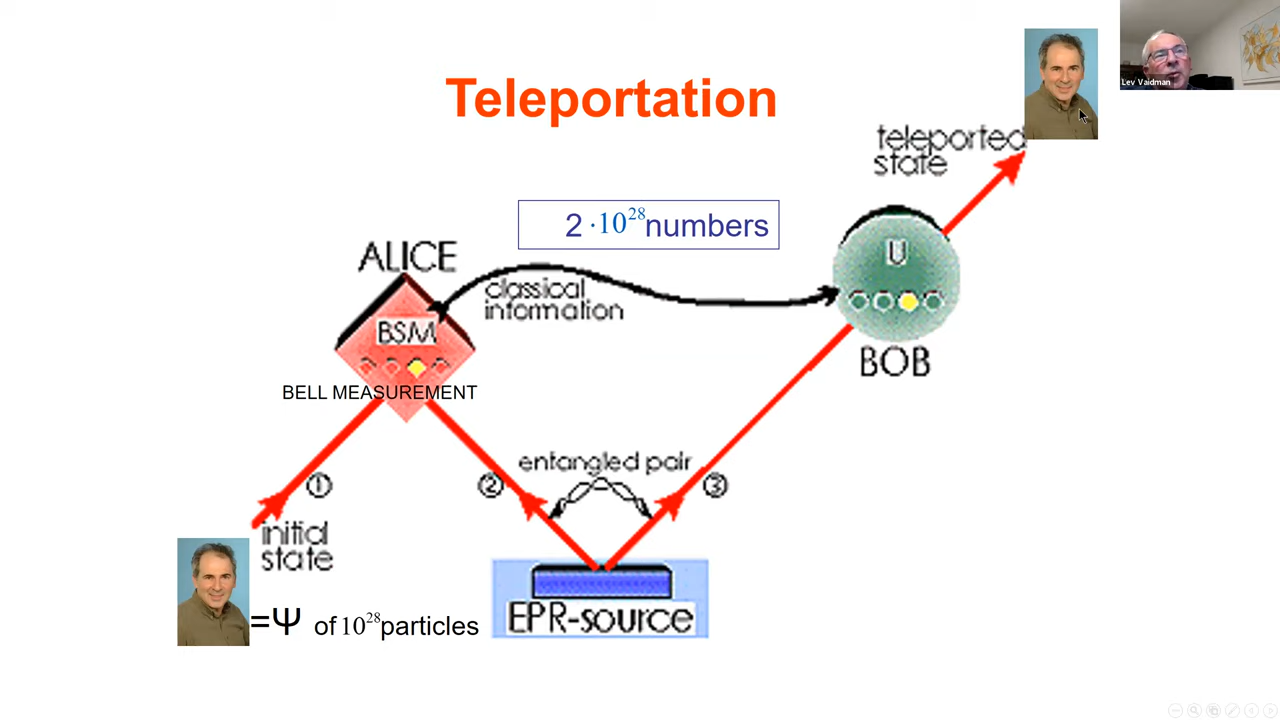 Teleportation
Lev Vaidman
teleported
state
2 ·10²⁸ numbers
ALICE
classical
information
U
BSM
BOB
BELL MEASUREMENT
entangled pair
① ② ③
initial
state
=Ψ of 10²⁸ particles
EPR-source